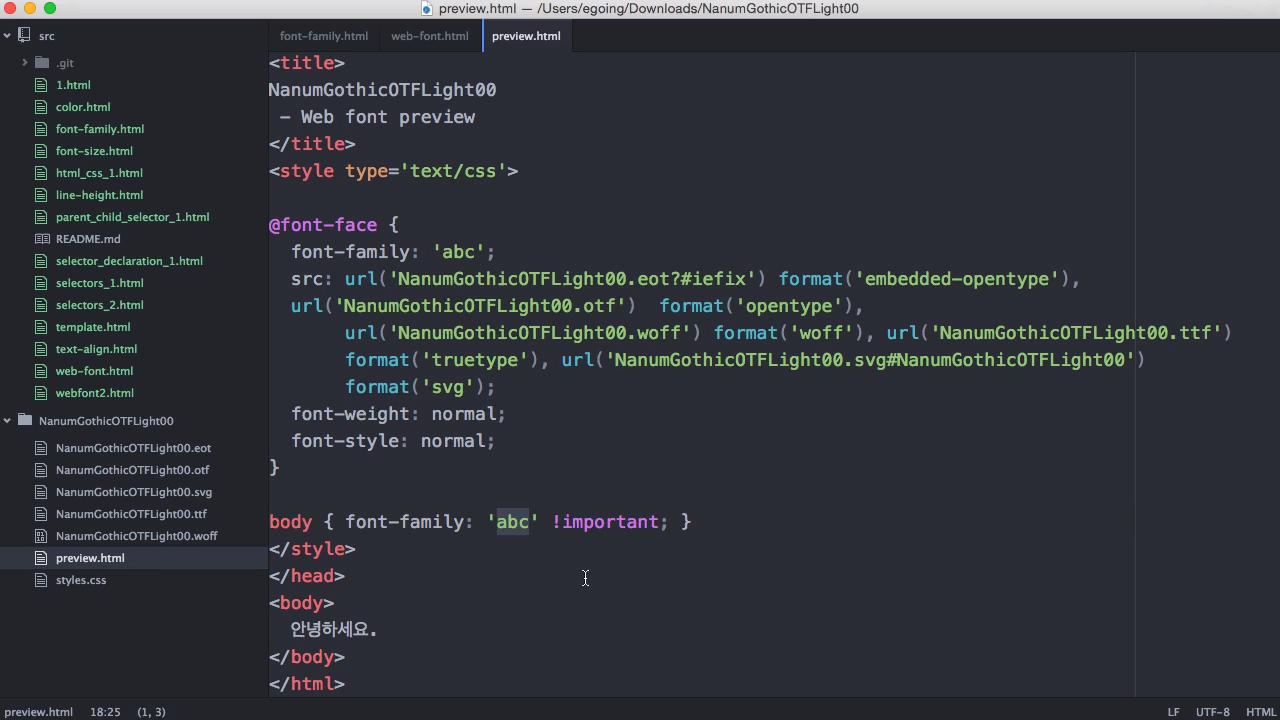 preview.html — /Users/egoing/Downloads/NanumGothicOTFLight00
src
.git
1.html
color.html
font-family.html
font-size.html
html_css_1.html
line-height.html
parent_child_selector_1.html
README.md
selector_declaration_1.html
selectors_1.html
selectors_2.html
template.html
text-align.html
web-font.html
webfont2.html
NanumGothicOTFLight00
NanumGothicOTFLight00.eot
NanumGothicOTFLight00.otf
NanumGothicOTFLight00.svg
NanumGothicOTFLight00.ttf
NanumGothicOTFLight00.woff
preview.html
styles.css
font-family.html web-font.html preview.html
<title>
NanumGothicOTFLight00
- Web font preview
</title>
<style type='text/css'>
@font-face {
font-family: 'abc';
src: url('NanumGothicOTFLight00.eot?#iefix') format('embedded-opentype'),
url('NanumGothicOTFLight00.otf')  format('opentype'),
url('NanumGothicOTFLight00.woff') format('woff'), url('NanumGothicOTFLight00.ttf')
format('truetype'), url('NanumGothicOTFLight00.svg#NanumGothicOTFLight00')
format('svg');
font-weight: normal;
font-style: normal;
}
body { font-family: 'abc' !important; }
</style>
</head>
<body>
안녕하세요.
</body>
</html>
preview.html 18:25 (1, 3) LF UTF-8 HTML